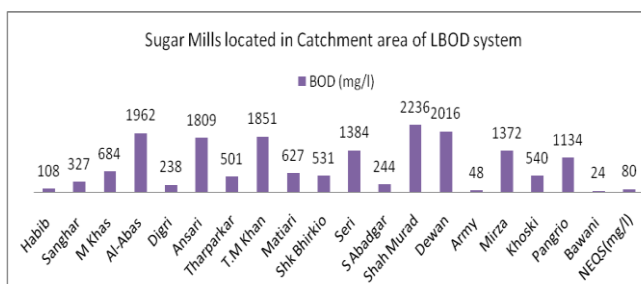 Sugar Mills located in Catchment area of LBOD system
BOD (mg/l)
108
327
684
1962
238
1809
501
1851
627
531
1384
244
2236
2016
48
1372
540
1134
24
80
Habib
Sanghar
M Khas
Al-Abas
Digri
Ansari
Tharparkar
T.M Khan
Matiari
Shk Bhirkio
Seri
S Abadgar
Shah Murad
Dewan
Army
Mirza
Khoski
Pangrio
Bawani
NEQS(mg/l)